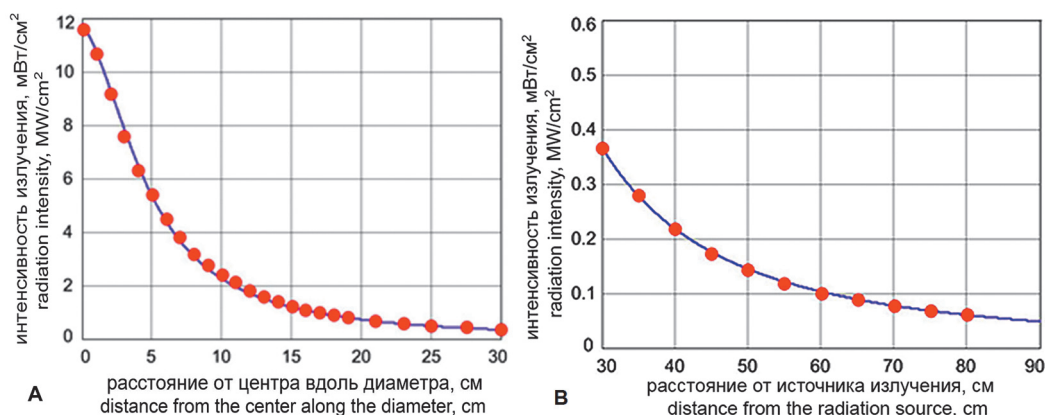 интенсивность излучения, мВт/см²
radiation intensity, MW/cm²
12
10
8
6
4
2
0
0 5 10 15 20 25 30
A
расстояние от центра вдоль диаметра, см
distance from the center along the diameter, cm
интенсивность излучения, мВт/см²
radiation intensity, MW/cm²
0.6
0.5
0.4
0.3
0.2
0.1
0
30 40 50 60 70 80 90
B
расстояние от источника излучения, см
distance from the radiation source, cm